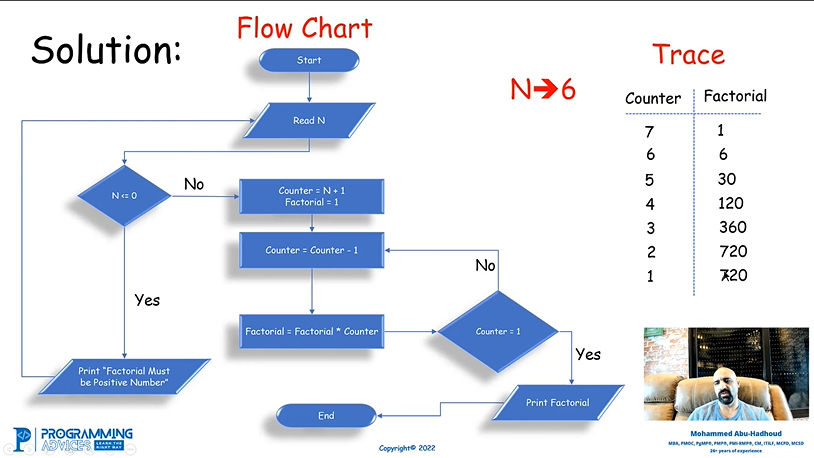 Solution:
Flow Chart
Start
Read N
N <= 0
No
Counter = N + 1
Factorial = 1
Counter = Counter - 1
Factorial = Factorial * Counter
No
Counter = 1
Yes
Yes
Print "Factorial Must
be Positive Number"
Print Factorial
End
N➔6
Trace
Counter Factorial
7 1
6 6
5 30
4 120
3 360
2 720
1 720
PROGRAMMING
ADVICES LEARN THE
RIGHT WAY
Copyright© 2022
Mohammed Abu-Hadhoud
MBA, PMOC, PgMP®, PMP®, PMI-RMP®, CM, ITILF, MCPD, MCSD
26+ years of experience